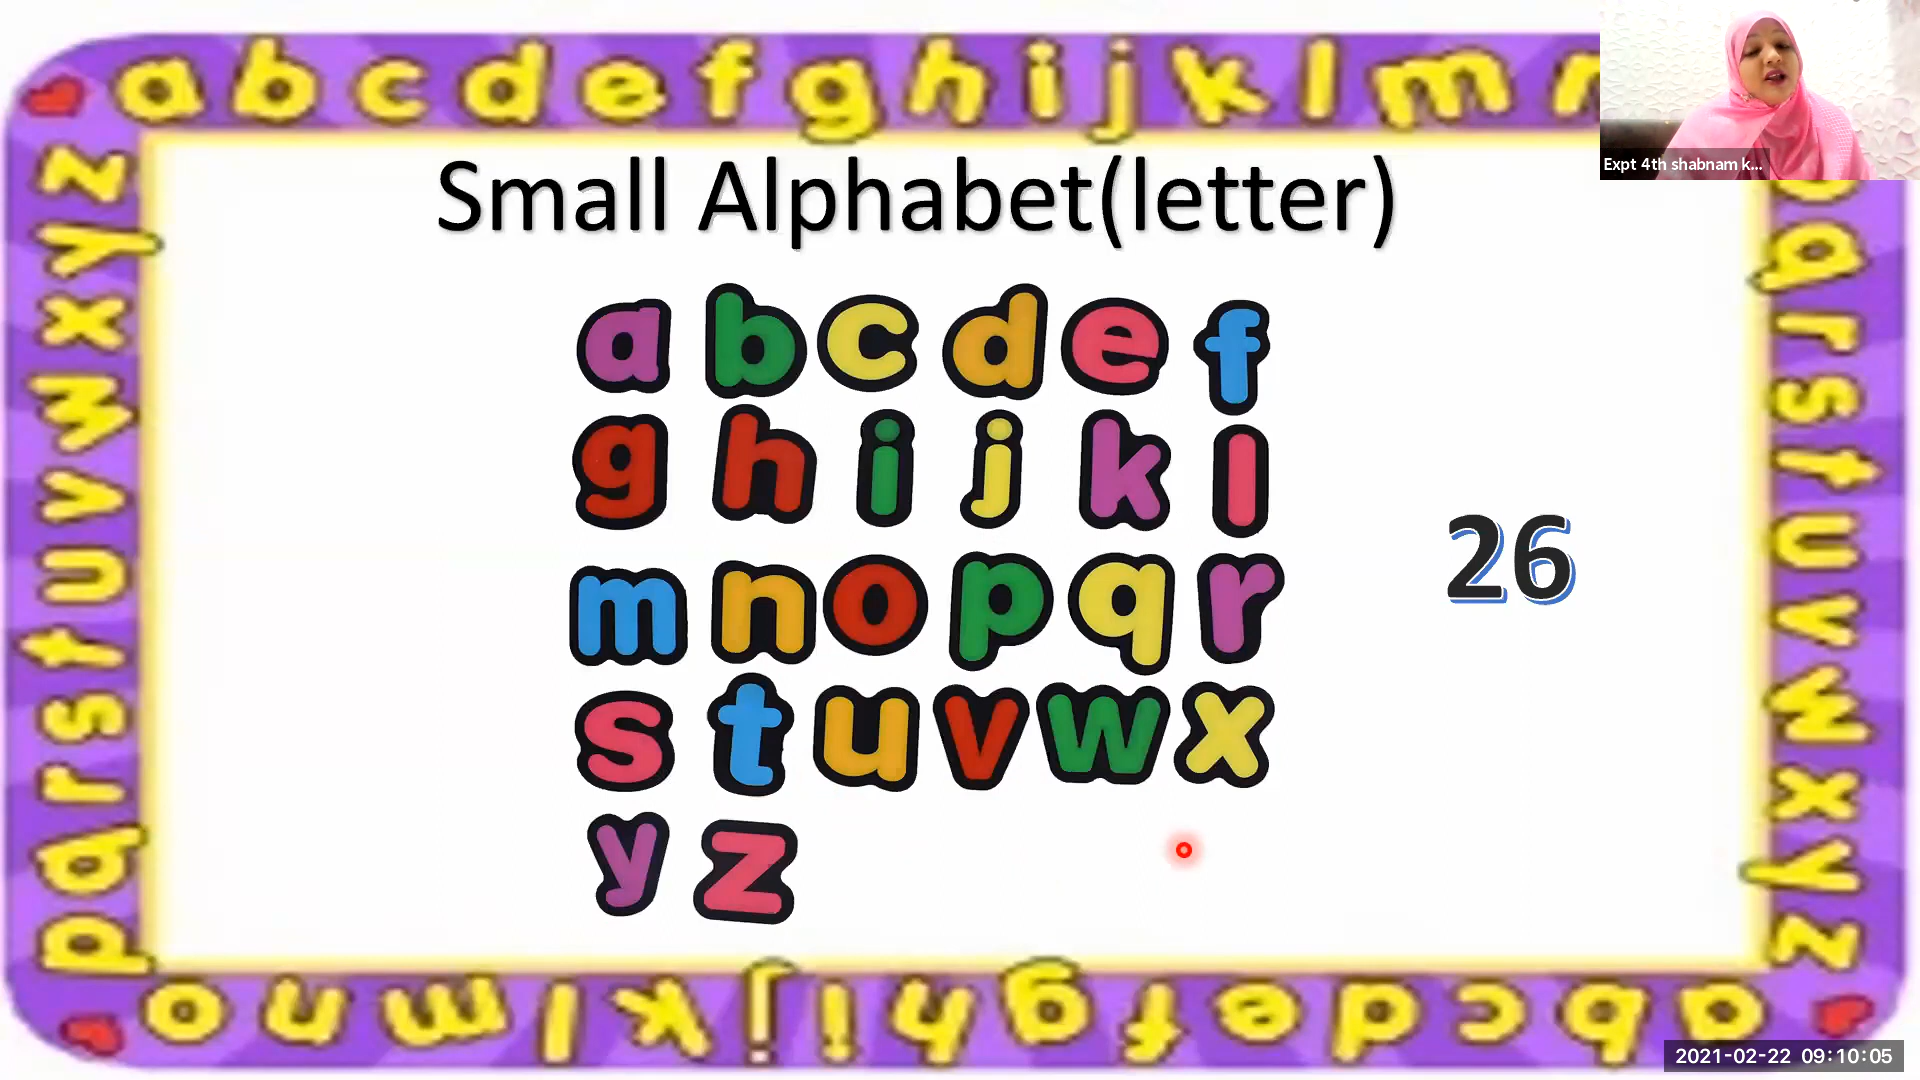 a b c d e f g h i j k l m
Small Alphabet(letter)
a b c d e f
g h i j k l
m n o p q r
s t u v w x
y z
26
Expt 4th shabnam k...
q r s t u v w x y z
a b c d e f g h i j k l m n o
p q r s t u v w x y z
2021-02-22 09:10:05